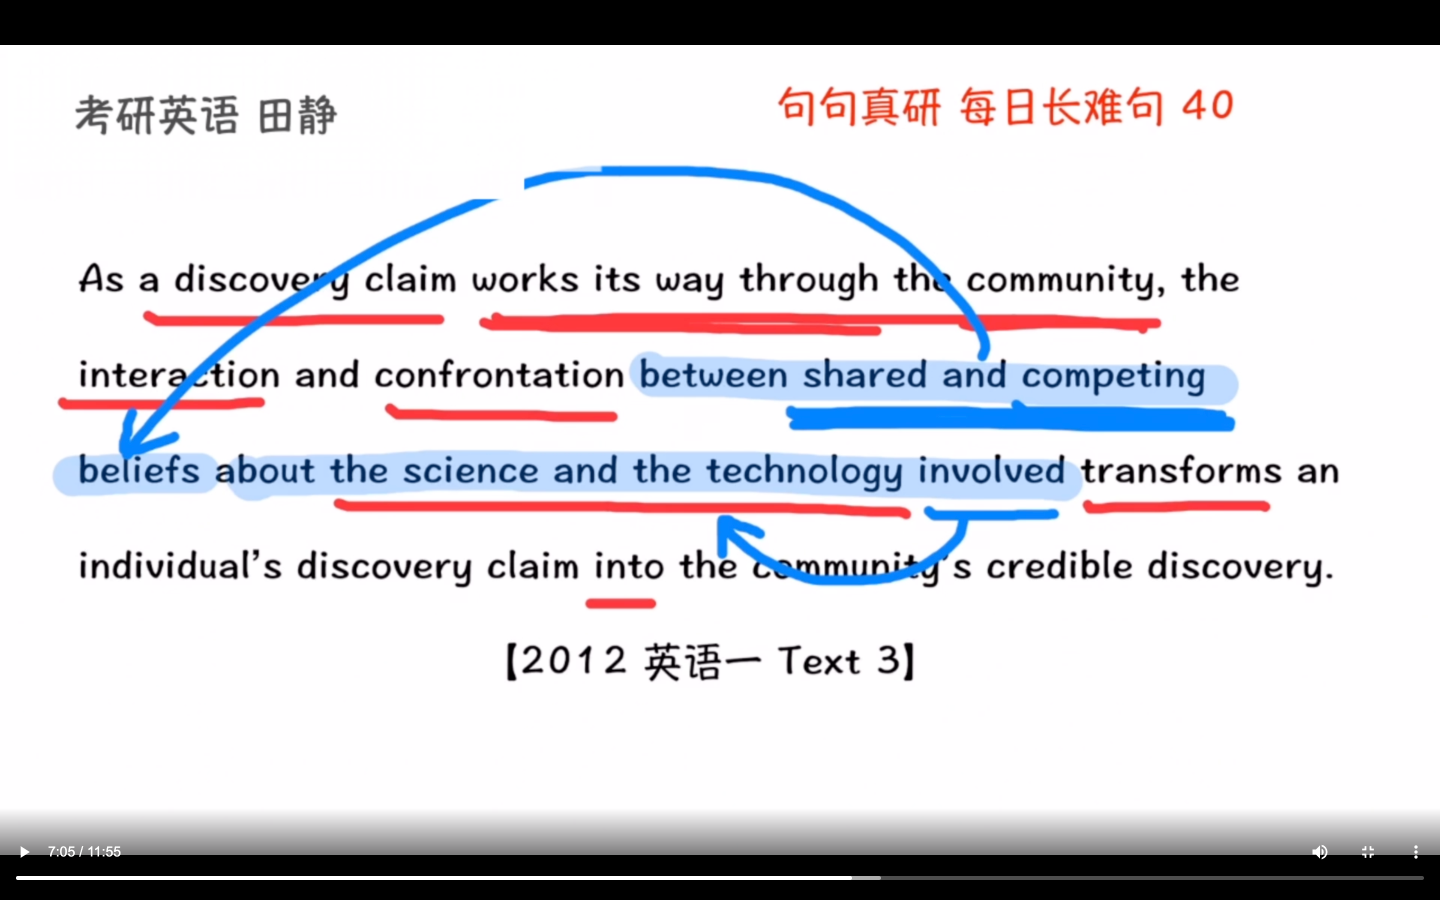 考研英语 田静
句句真研 每日长难句 40
As a discovery claim works its way through the community, the
interaction and confrontation between shared and competing
beliefs about the science and the technology involved transforms an
individual’s discovery claim into the community’s credible discovery.
【2012 英语一 Text 3】
7:05 / 11:55